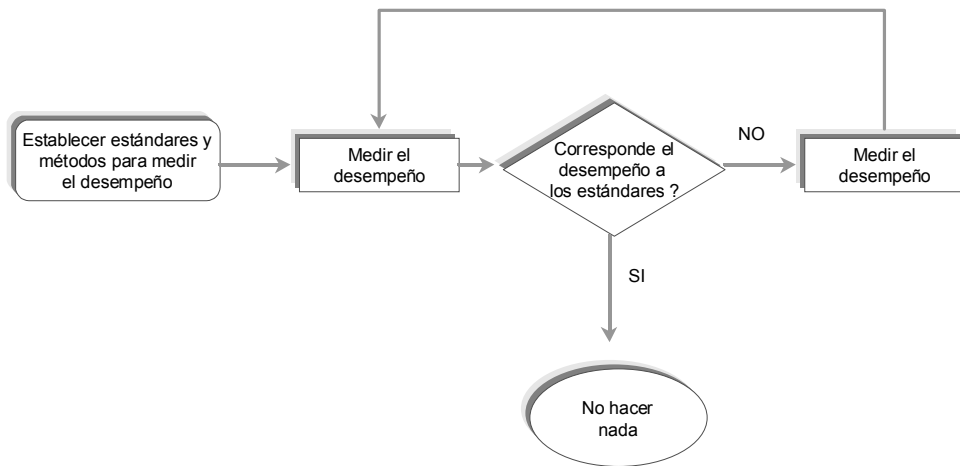 Establecer estándares y
métodos para medir
el desempeño
Medir el
desempeño
Corresponde el
desempeño a
los estándares ?
NO
Medir el
desempeño
SI
No hacer
nada